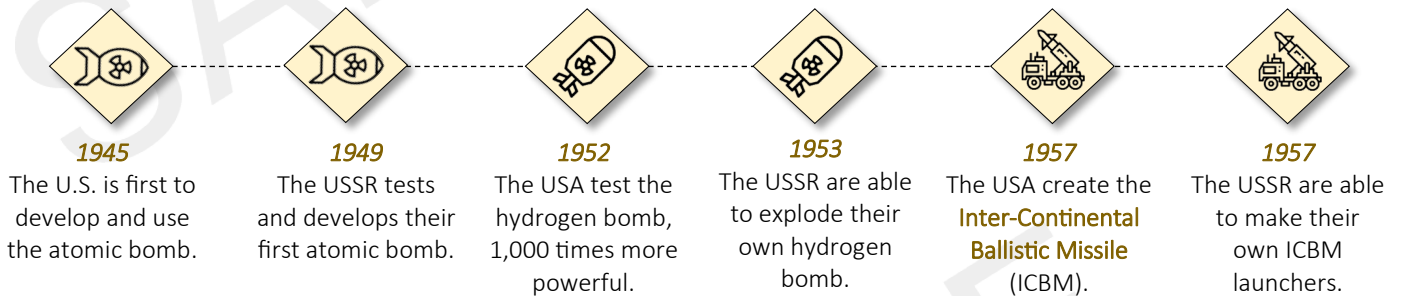 1945
The U.S. is first to
develop and use
the atomic bomb.
1949
The USSR tests
and develops their
first atomic bomb.
1952
The USA test the
hydrogen bomb,
1,000 times more
powerful.
1953
The USSR are able
to explode their
own hydrogen
bomb.
1957
The USA create the
Inter-Continental
Ballistic Missile
(ICBM).
1957
The USSR are able
to make their
own ICBM
launchers.